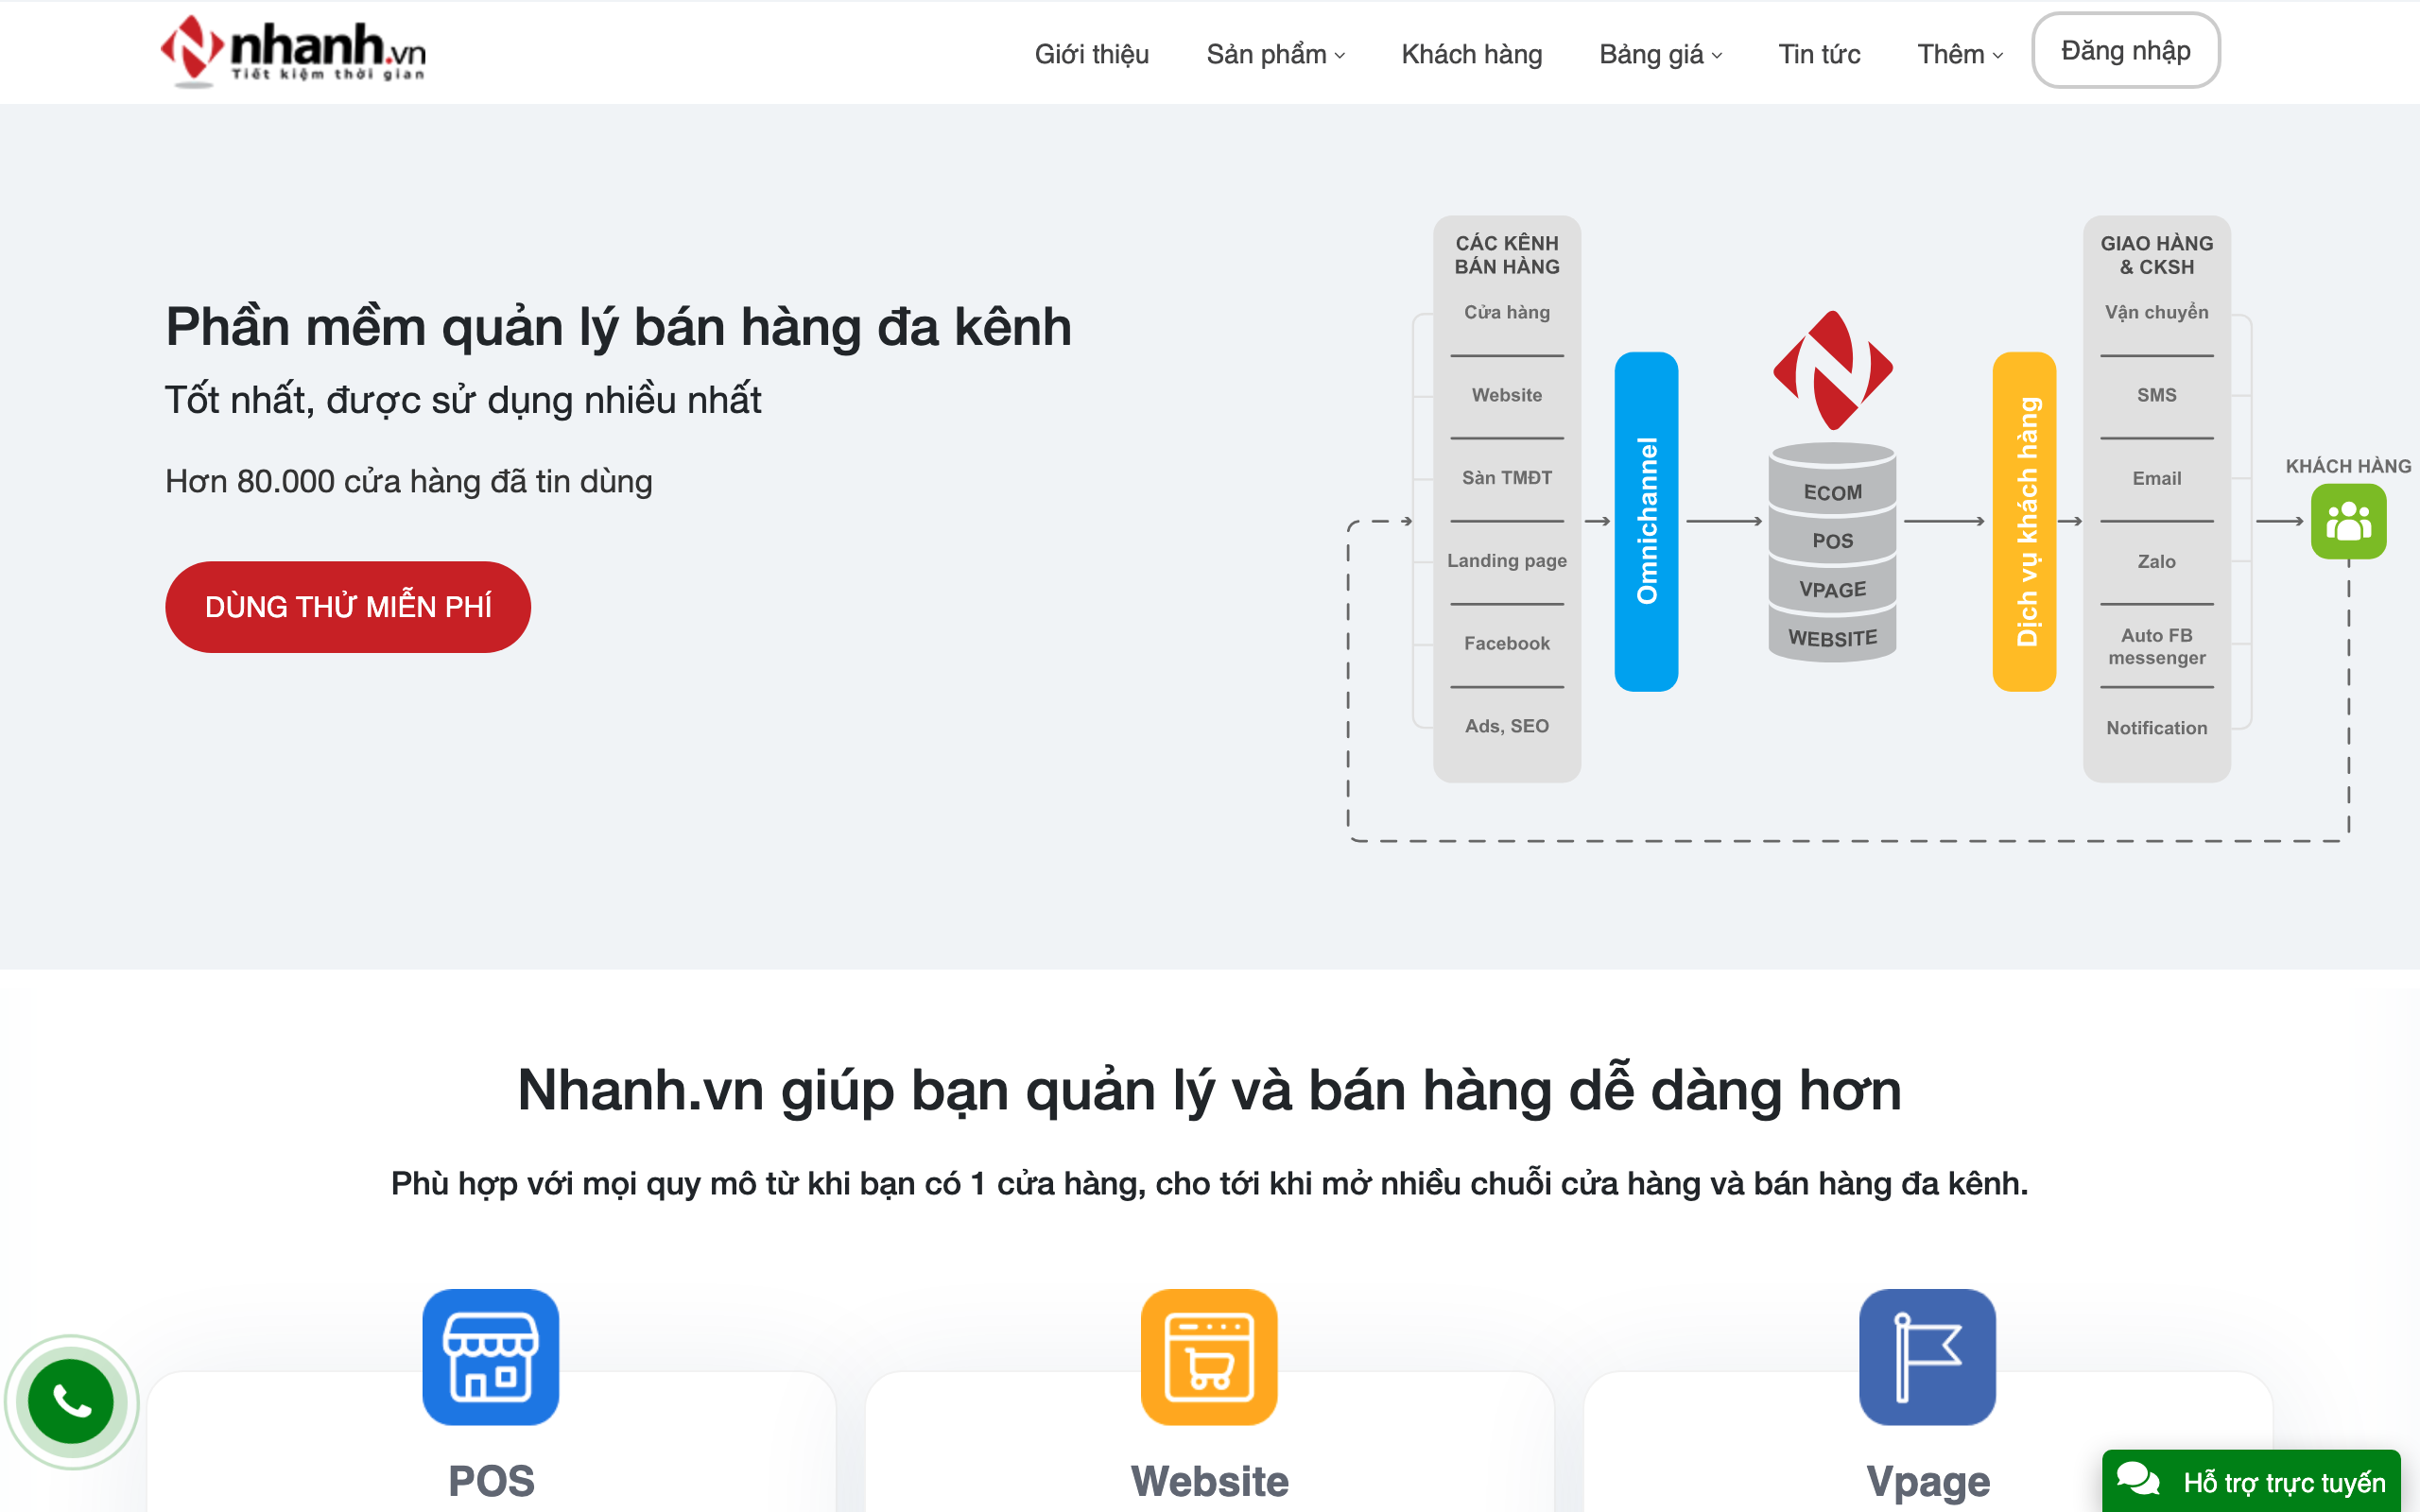 nhanh.vn
Tiết kiệm thời gian
Giới thiệu
Sản phẩm
Khách hàng
Bảng giá
Tin tức
Thêm
Đăng nhập
Phần mềm quản lý bán hàng đa kênh
Tốt nhất, được sử dụng nhiều nhất
Hơn 80.000 cửa hàng đã tin dùng
DÙNG THỬ MIỄN PHÍ
CÁC KÊNH
BÁN HÀNG
Cửa hàng
Website
Sàn TMĐT
Landing page
Facebook
Ads, SEO
Omnichannel
ECOM
POS
VPAGE
WEBSITE
Dịch vụ khách hàng
GIAO HÀNG
& CKSH
Vận chuyển
SMS
Email
Zalo
Auto FB
messenger
Notification
KHÁCH HÀNG
Nhanh.vn giúp bạn quản lý và bán hàng dễ dàng hơn
Phù hợp với mọi quy mô từ khi bạn có 1 cửa hàng, cho tới khi mở nhiều chuỗi cửa hàng và bán hàng đa kênh.
POS
Website
Vpage
Hỗ trợ trực tuyến